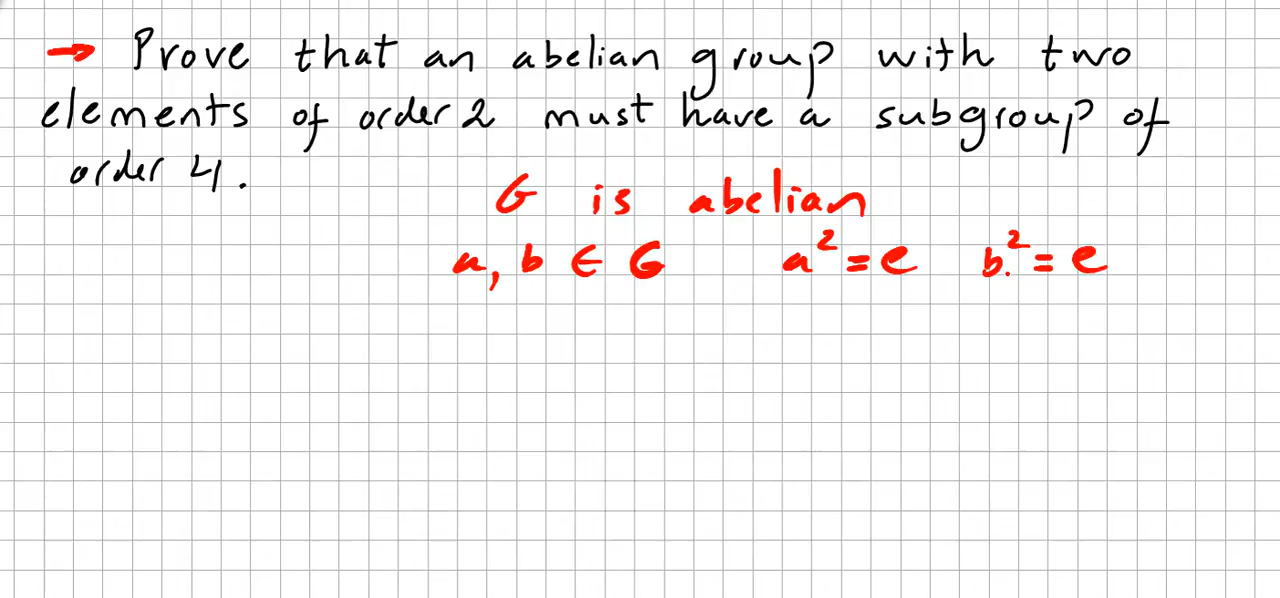 → Prove that an abelian group with two
elements of order 2 must have a subgroup of
order 4.
G is abelian
a, b ∈ G a² = e b² = e